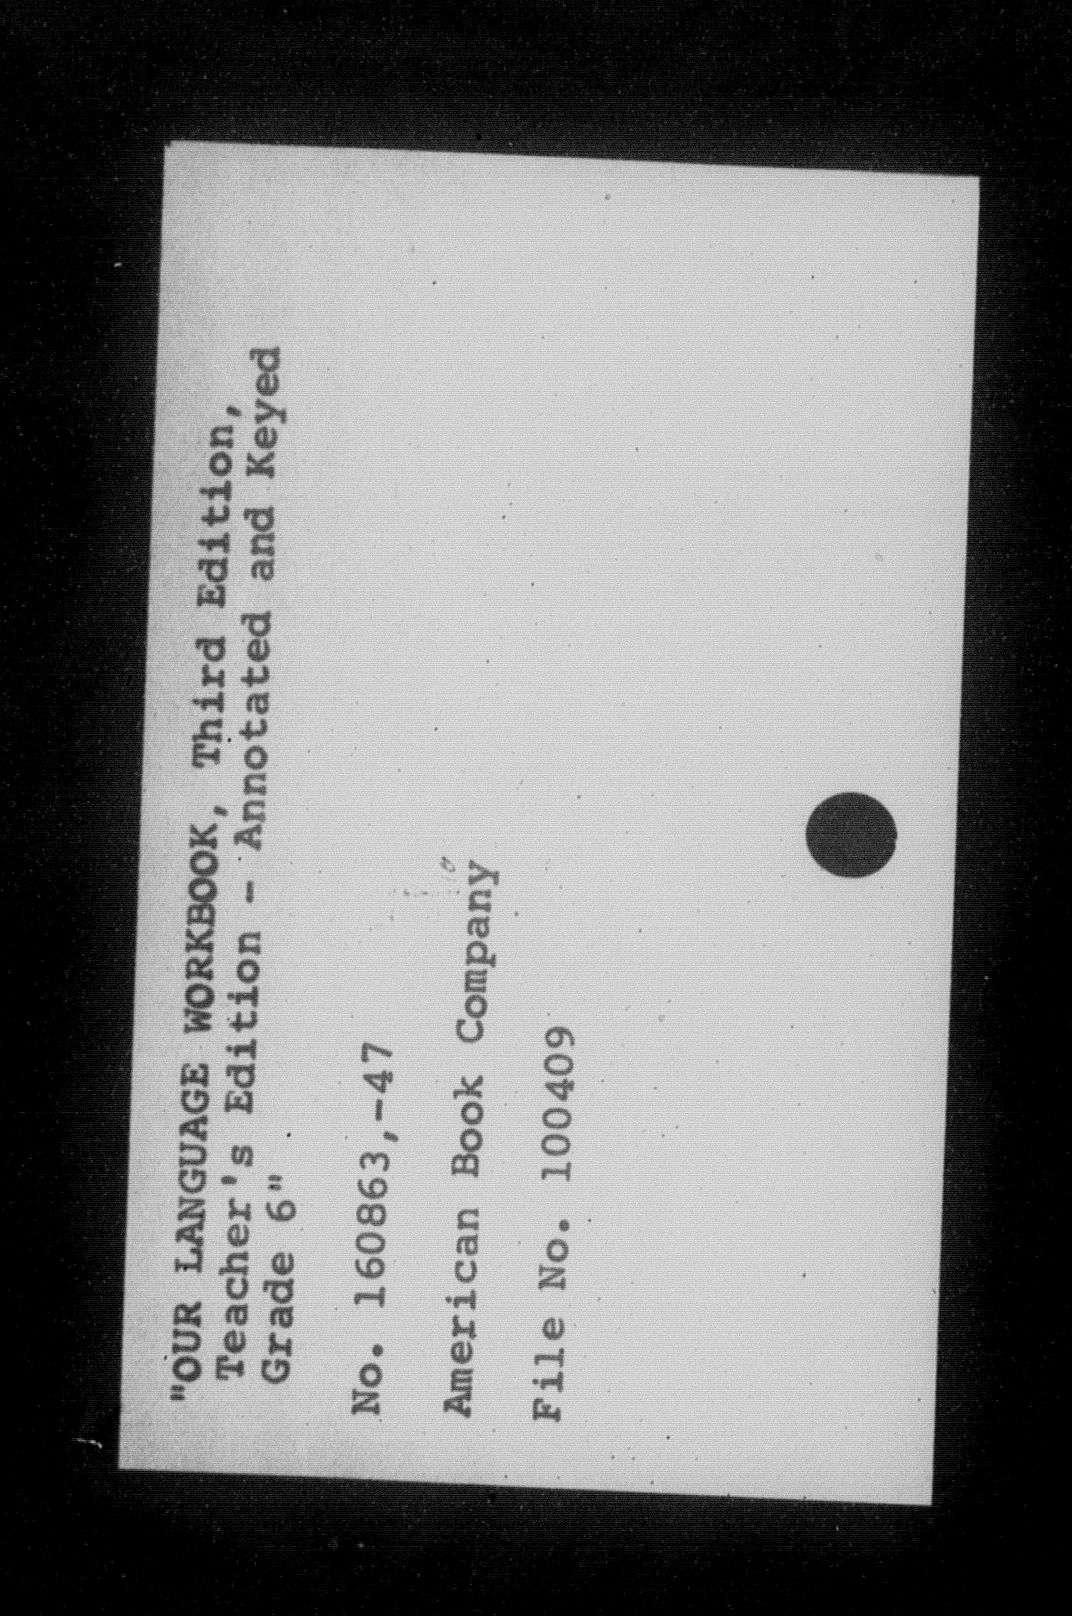 "OUR LANGUAGE WORKBOOK, Third Edition,
Teacher's Edition - Annotated and Keyed
Grade 6"
No. 160863,-47
American Book Company
File No. 100409